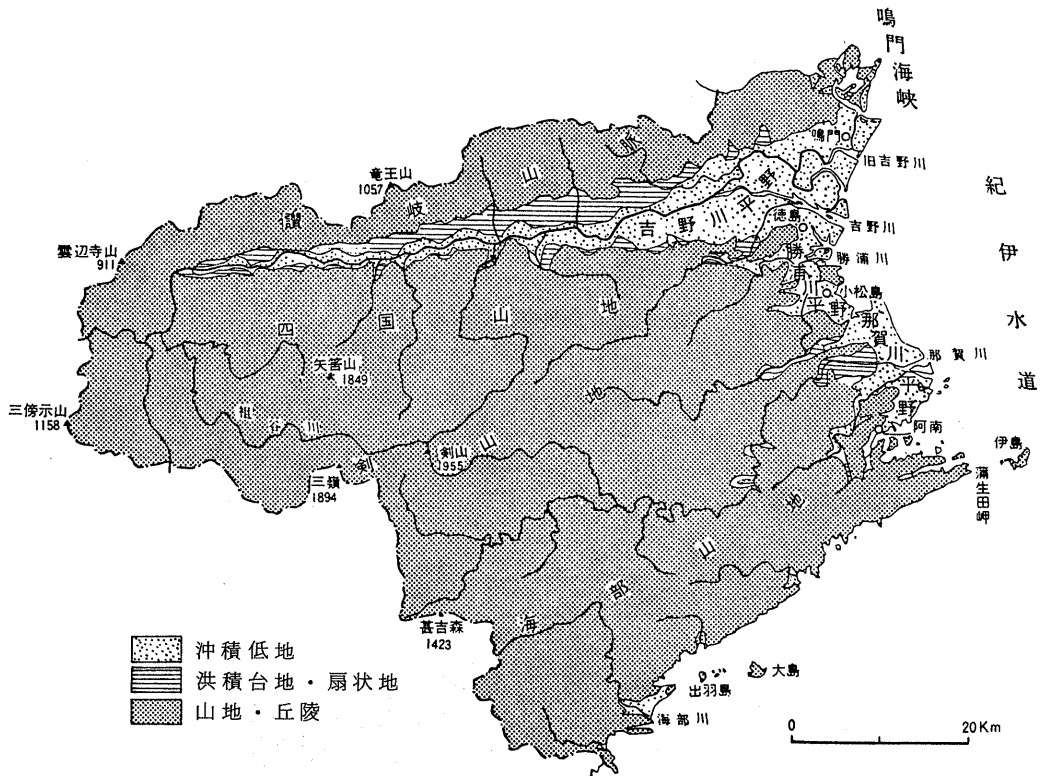 鳴門海峡
鳴門
旧吉野川
紀伊水道
竜王山
1057
讃岐山脈
吉野川平野
徳島
吉野川
雲辺寺山
911
勝浦川
勝浦川平野
小松島
四国山地
那賀川平野
那賀川
矢筈山
1849
三傍示山
1158
祖谷川
剣山地
剣山
1955
阿南
伊島
三嶺
1894
蒲生田岬
海部山地
甚吉森
1423
沖積低地
洪積台地・扇状地
山地・丘陵
大島
出羽島
海部川
0 20Km